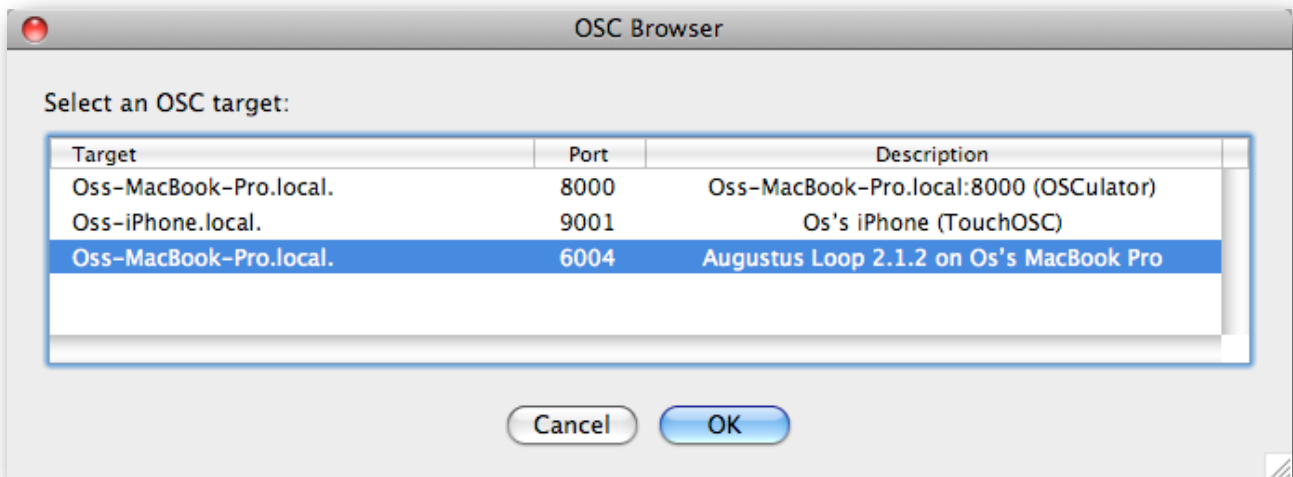 OSC Browser
Select an OSC target:
Target Port Description
Oss-MacBook-Pro.local. 8000 Oss-MacBook-Pro.local:8000 (OSCulator)
Oss-iPhone.local. 9001 Os's iPhone (TouchOSC)
Oss-MacBook-Pro.local. 6004 Augustus Loop 2.1.2 on Os's MacBook Pro
Cancel OK